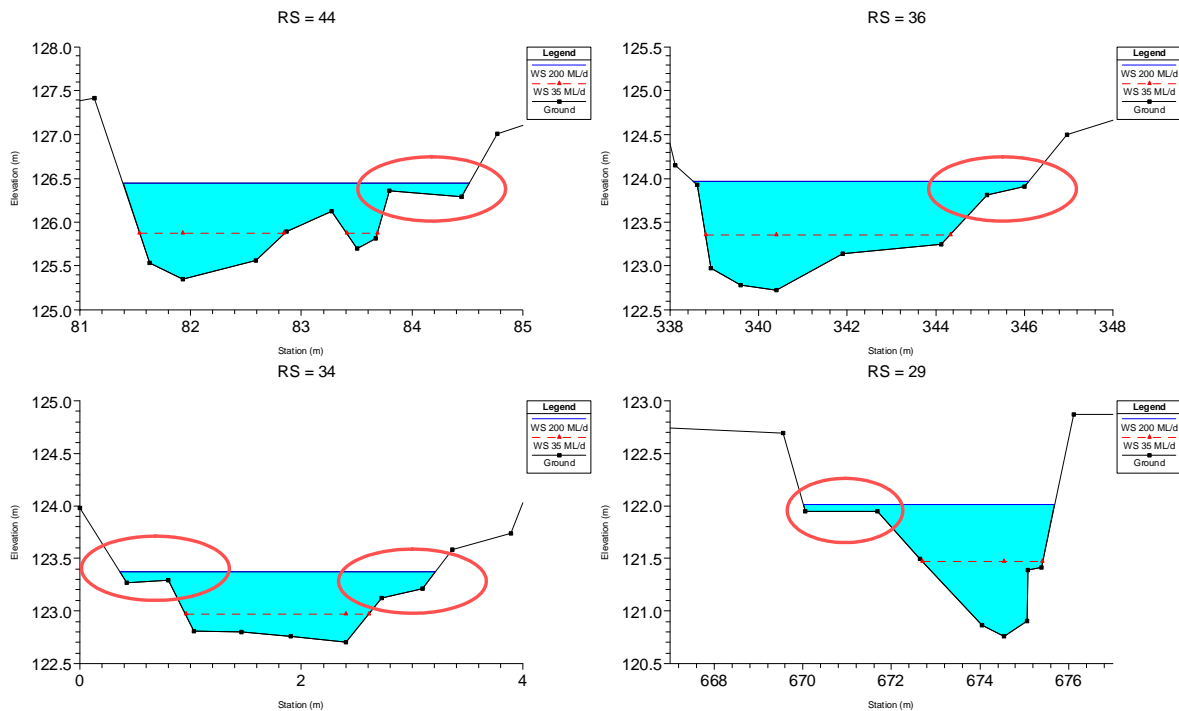 RS = 44
128.0
127.5
127.0
126.5
126.0
125.5
125.0
Elevation (m)
81
82
83
84
85
Station (m)
Legend
WS 200 ML/d
WS 35 ML/d
Ground
RS = 36
125.5
125.0
124.5
124.0
123.5
123.0
122.5
Elevation (m)
338
340
342
344
346
348
Station (m)
Legend
WS 200 ML/d
WS 35 ML/d
Ground
RS = 34
125.0
124.5
124.0
123.5
123.0
122.5
Elevation (m)
0
2
4
Station (m)
Legend
WS 200 ML/d
WS 35 ML/d
Ground
RS = 29
123.0
122.5
122.0
121.5
121.0
120.5
Elevation (m)
668
670
672
674
676
Station (m)
Legend
WS 200 ML/d
WS 35 ML/d
Ground